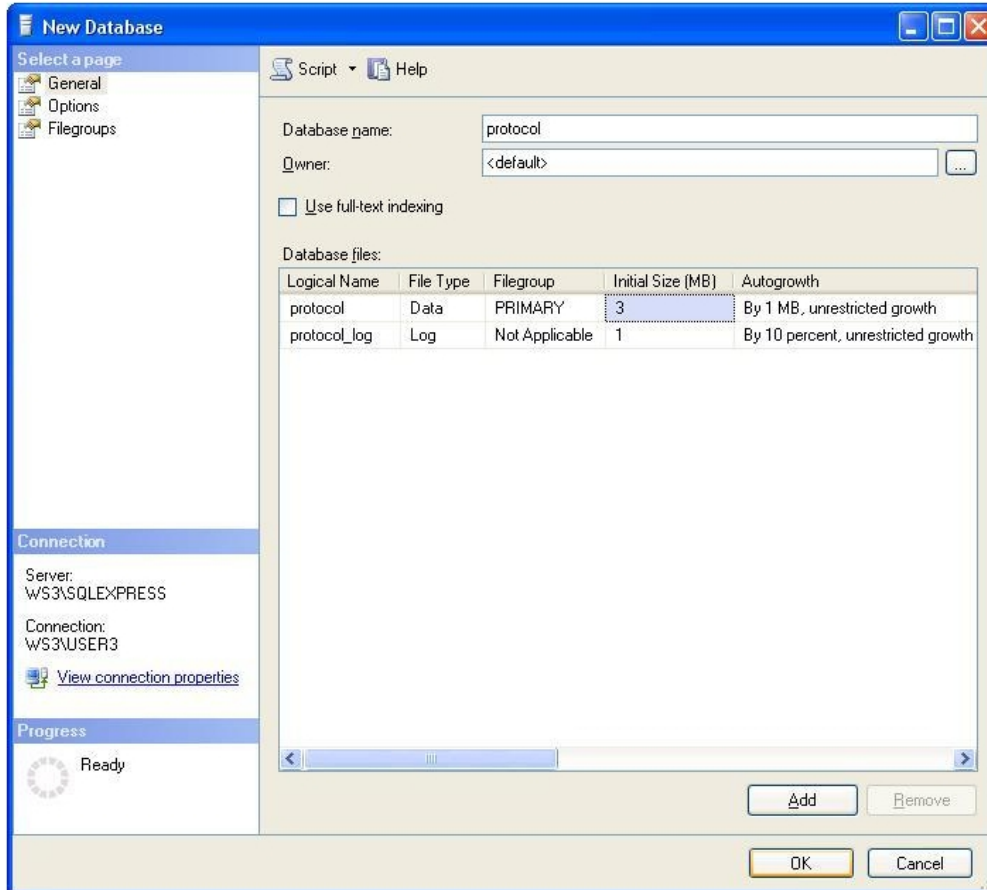 New Database
Select a page
General
Options
Filegroups
Script Help
Database name: protocol
Owner: <default> ...
Use full-text indexing
Database files:
Logical Name File Type Filegroup Initial Size (MB) Autogrowth
protocol Data PRIMARY 3 By 1 MB, unrestricted growth
protocol_log Log Not Applicable 1 By 10 percent, unrestricted growth
Connection
Server:
WS3\SQLEXPRESS
Connection:
WS3\USER3
View connection properties
Progress
Ready
Add Remove
OK Cancel